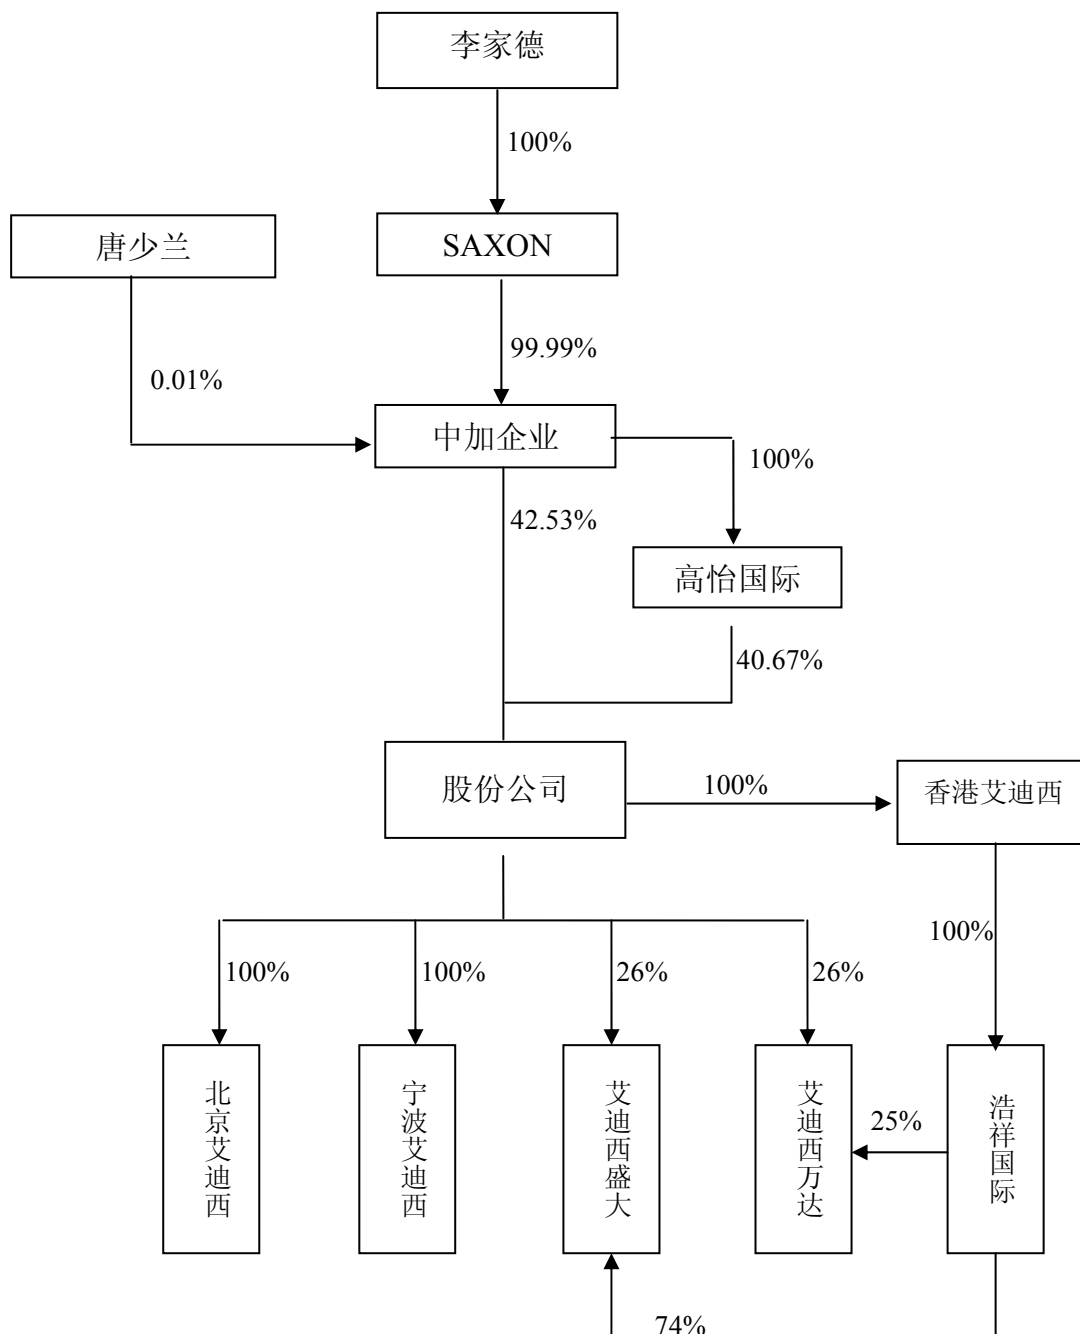 李家德
100%
唐少兰
SAXON
99.99%
0.01%
中加企业
100%
42.53%
高怡国际
40.67%
股份公司
100%
香港艾迪西
100%
100%
100%
26%
26%
北京艾迪西
宁波艾迪西
艾迪西盛大
艾迪西万达
25%
浩祥国际
74%